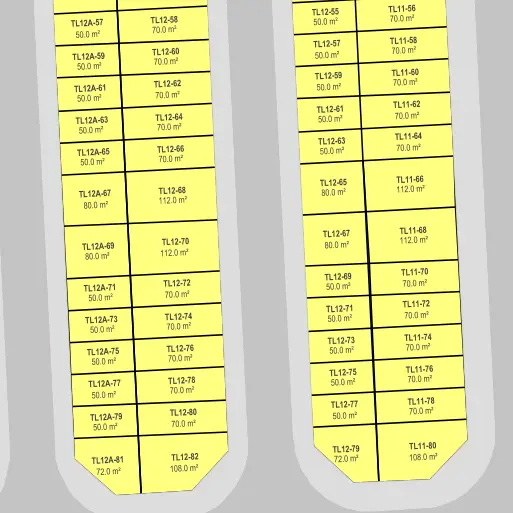 TL12A-57
50.0 m²
TL12-58
70.0 m²
TL12A-59
50.0 m²
TL12-60
70.0 m²
TL12A-61
50.0 m²
TL12-62
70.0 m²
TL12A-63
50.0 m²
TL12-64
70.0 m²
TL12A-65
50.0 m²
TL12-66
70.0 m²
TL12A-67
80.0 m²
TL12-68
112.0 m²
TL12A-69
80.0 m²
TL12-70
112.0 m²
TL12A-71
50.0 m²
TL12-72
70.0 m²
TL12A-73
50.0 m²
TL12-74
70.0 m²
TL12A-75
50.0 m²
TL12-76
70.0 m²
TL12A-77
50.0 m²
TL12-78
70.0 m²
TL12A-79
50.0 m²
TL12-80
70.0 m²
TL12A-81
72.0 m²
TL12-82
108.0 m²
TL12-55
50.0 m²
TL11-56
70.0 m²
TL12-57
50.0 m²
TL11-58
70.0 m²
TL12-59
50.0 m²
TL11-60
70.0 m²
TL12-61
50.0 m²
TL11-62
70.0 m²
TL12-63
50.0 m²
TL11-64
70.0 m²
TL12-65
80.0 m²
TL11-66
112.0 m²
TL12-67
80.0 m²
TL11-68
112.0 m²
TL12-69
50.0 m²
TL11-70
70.0 m²
TL12-71
50.0 m²
TL11-72
70.0 m²
TL12-73
50.0 m²
TL11-74
70.0 m²
TL12-75
50.0 m²
TL11-76
70.0 m²
TL12-77
50.0 m²
TL11-78
70.0 m²
TL12-79
72.0 m²
TL11-80
108.0 m²